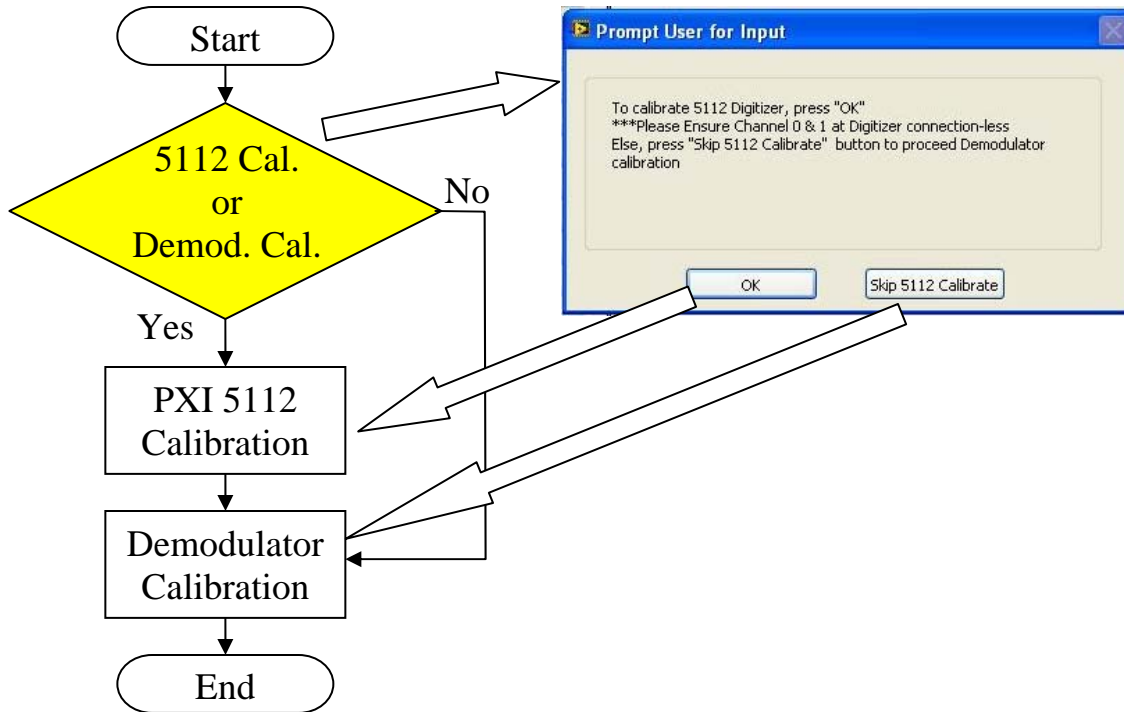 Start
5112 Cal.
or
Demod. Cal.
No
Yes
PXI 5112
Calibration
Demodulator
Calibration
End
Prompt User for Input
To calibrate 5112 Digitizer, press "OK"
***Please Ensure Channel 0 & 1 at Digitizer connection-less
Else, press "Skip 5112 Calibrate" button to proceed Demodulator
calibration
OK
Skip 5112 Calibrate